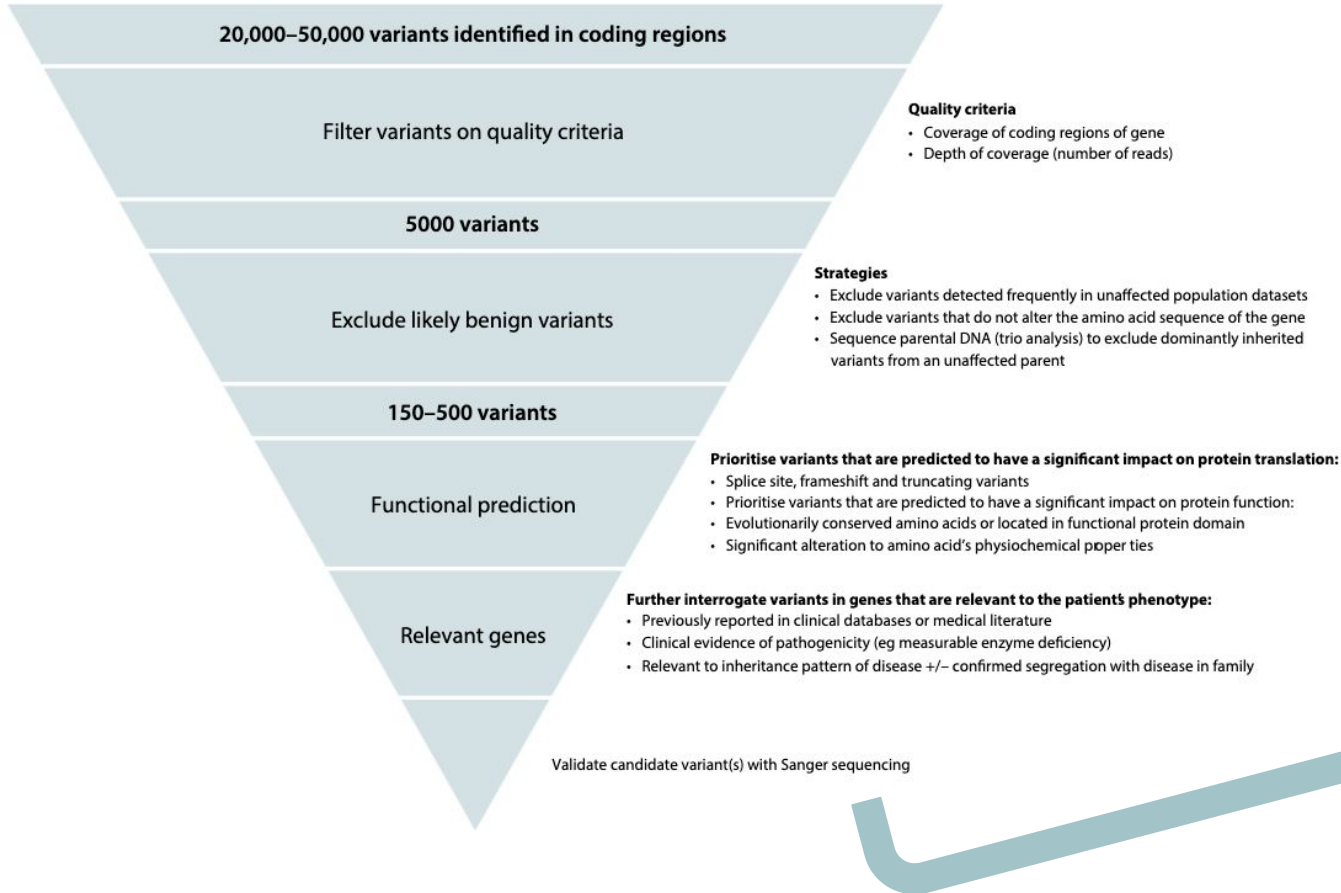 20,000–50,000 variants identified in coding regions
Filter variants on quality criteria
Quality criteria
• Coverage of coding regions of gene
• Depth of coverage (number of reads)
5000 variants
Exclude likely benign variants
Strategies
• Exclude variants detected frequently in unaffected population datasets
• Exclude variants that do not alter the amino acid sequence of the gene
• Sequence parental DNA (trio analysis) to exclude dominantly inherited
variants from an unaffected parent
150–500 variants
Functional prediction
Prioritise variants that are predicted to have a significant impact on protein translation:
• Splice site, frameshift and truncating variants
• Prioritise variants that are predicted to have a significant impact on protein function:
• Evolutionarily conserved amino acids or located in functional protein domain
• Significant alteration to amino acid's physiochemical proper ties
Relevant genes
Further interrogate variants in genes that are relevant to the patient's phenotype:
• Previously reported in clinical databases or medical literature
• Clinical evidence of pathogenicity (eg measurable enzyme deficiency)
• Relevant to inheritance pattern of disease +/– confirmed segregation with disease in family
Validate candidate variant(s) with Sanger sequencing